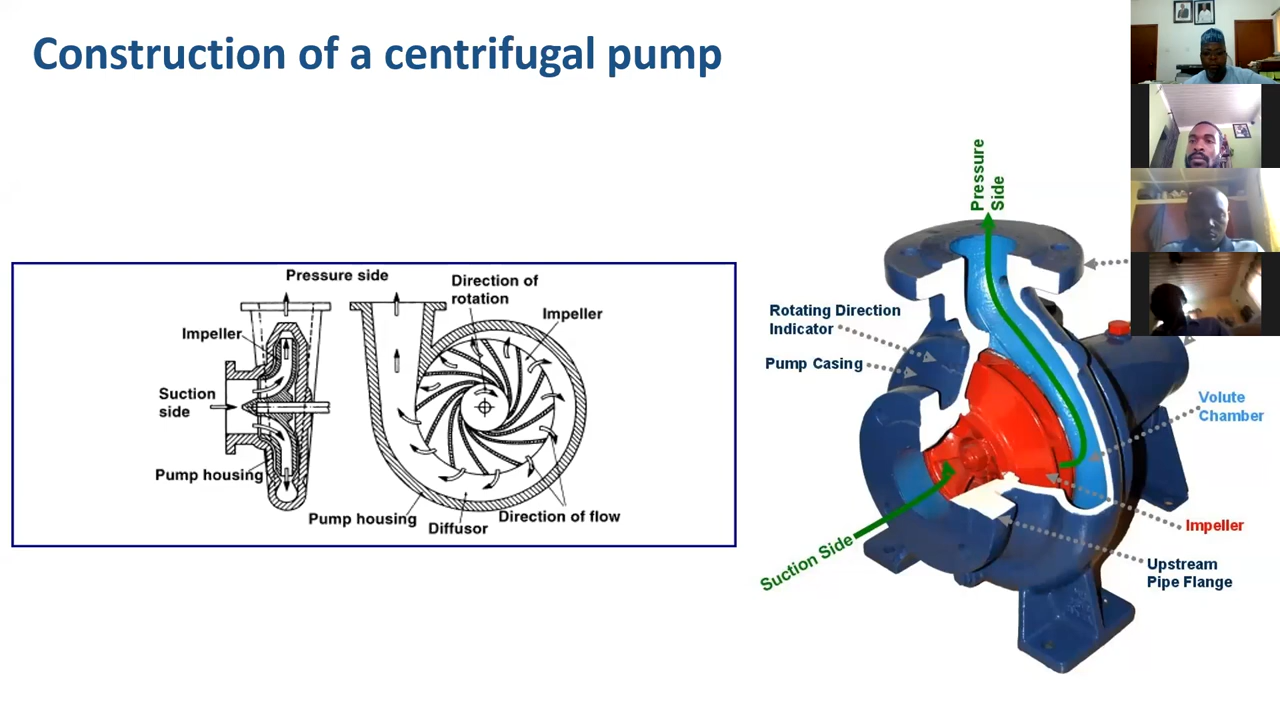 Construction of a centrifugal pump
Pressure side
Direction of
rotation
Impeller
Impeller
Suction
side
Pump housing
Pump housing
Diffusor
Direction of flow
Pressure
Side
Rotating Direction
Indicator
Pump Casing
Volute
Chamber
Impeller
Suction Side
Upstream
Pipe Flange